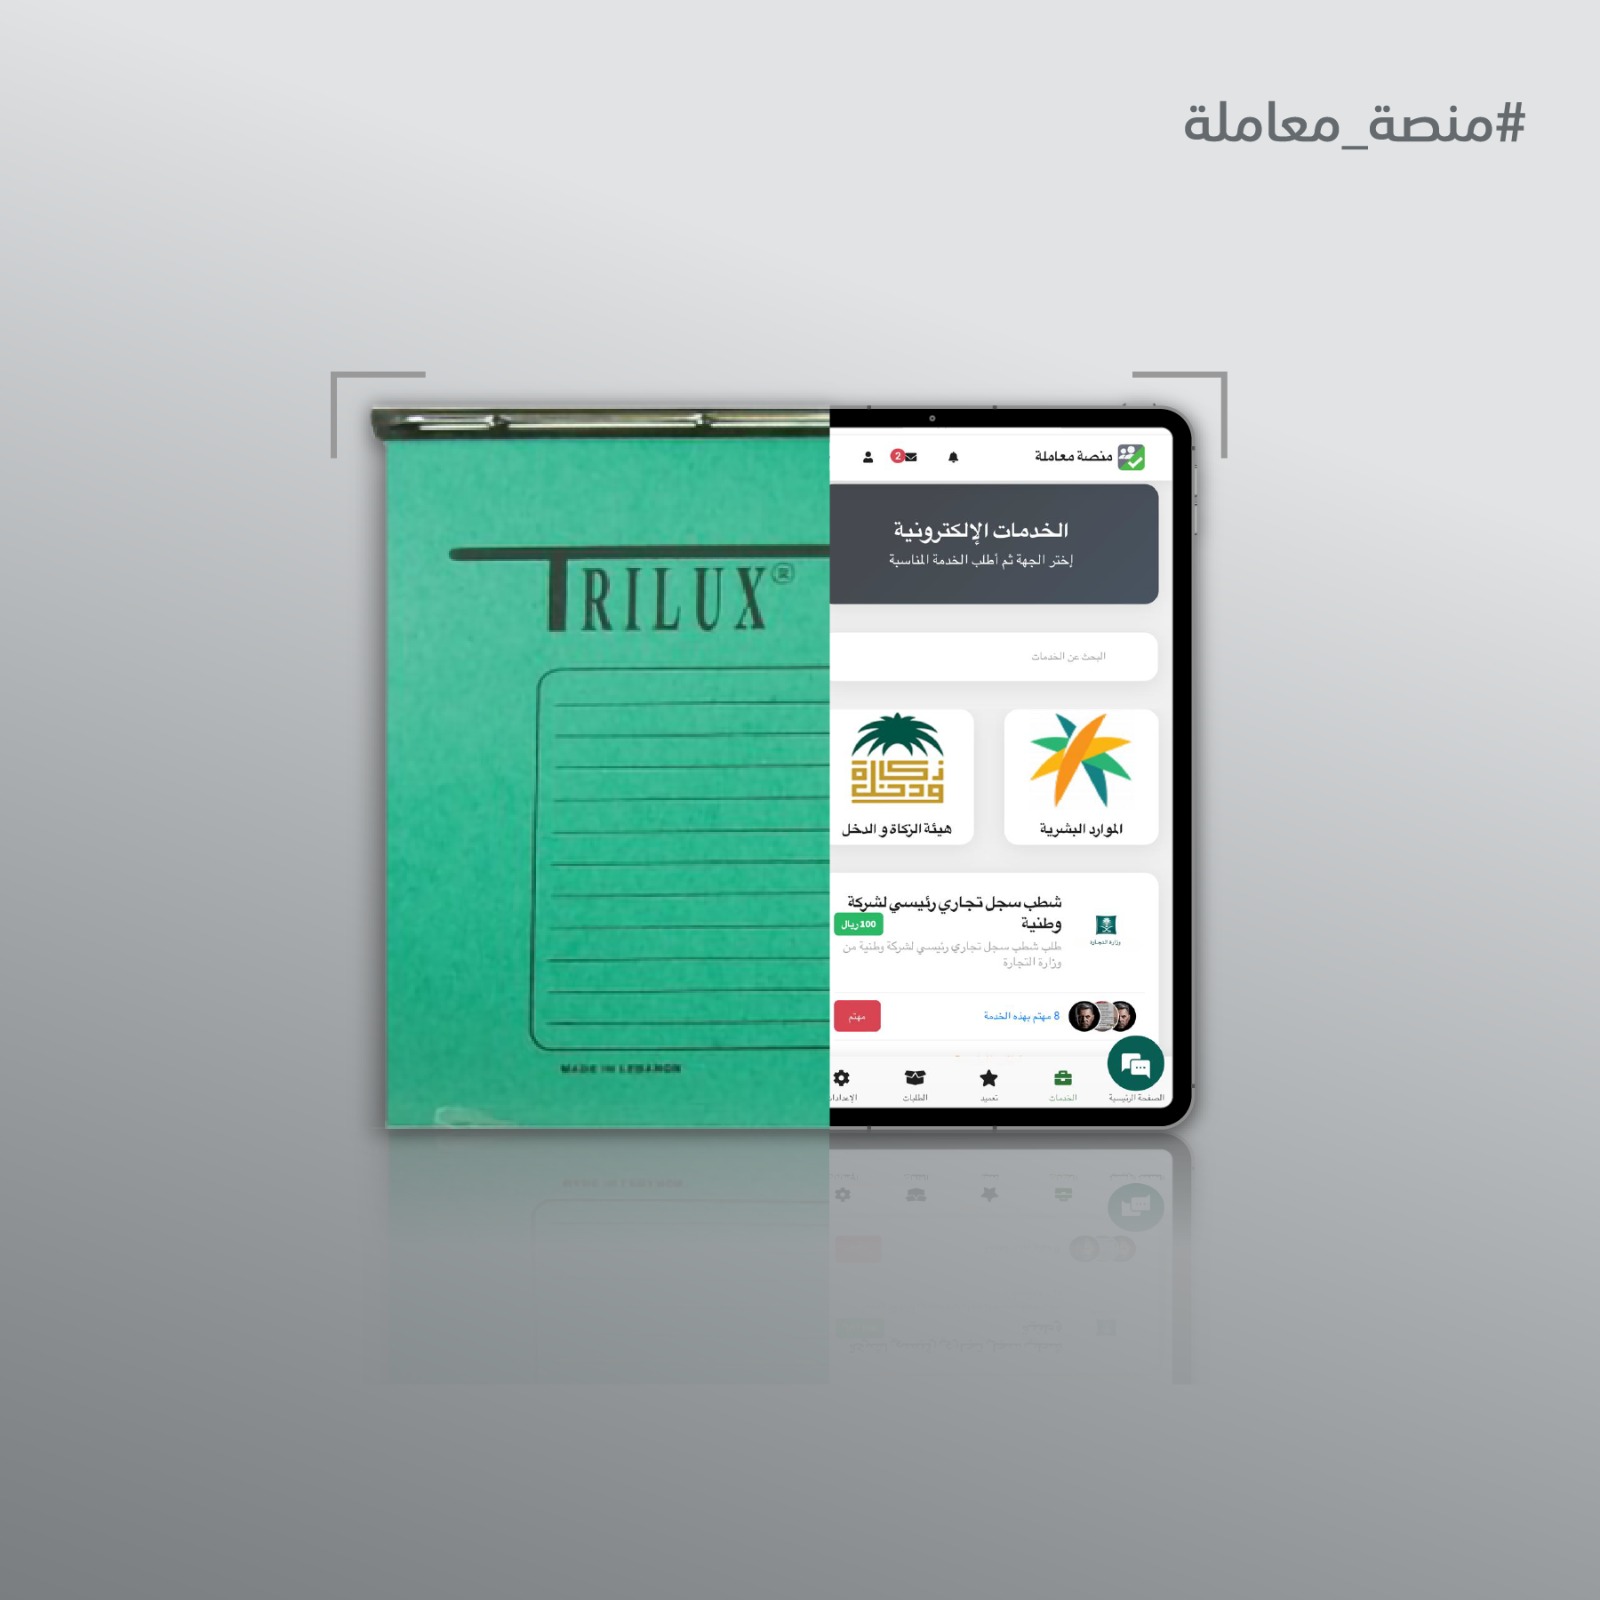 #منصة_معاملة
منصة معاملة
2
الخدمات الإلكترونية
إختر الجهة ثم أطلب الخدمة المناسبة
البحث عن الخدمات
الموارد البشرية
زكاة
ودخل
هيئة الزكاة و الدخل
شطب سجل تجاري رئيسي لشركة
وطنية
100 ريال
طلب شطب سجل تجاري رئيسي لشركة وطنية من
وزارة التجارة
وزارة التجارة
8 مهتم بهذه الخدمة
مهتم
الصفحة الرئيسية
الخدمات
تعميد
الطلبات
TRILUX®
MADE IN LEBANON